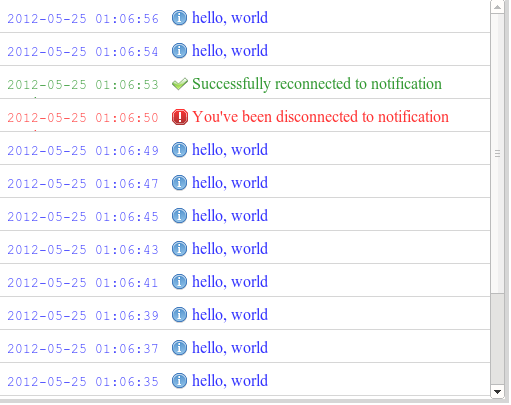 2012-05-25 01:06:56 hello, world
2012-05-25 01:06:54 hello, world
2012-05-25 01:06:53 Successfully reconnected to notification
2012-05-25 01:06:50 You've been disconnected to notification
2012-05-25 01:06:49 hello, world
2012-05-25 01:06:47 hello, world
2012-05-25 01:06:45 hello, world
2012-05-25 01:06:43 hello, world
2012-05-25 01:06:41 hello, world
2012-05-25 01:06:39 hello, world
2012-05-25 01:06:37 hello, world
2012-05-25 01:06:35 hello, world